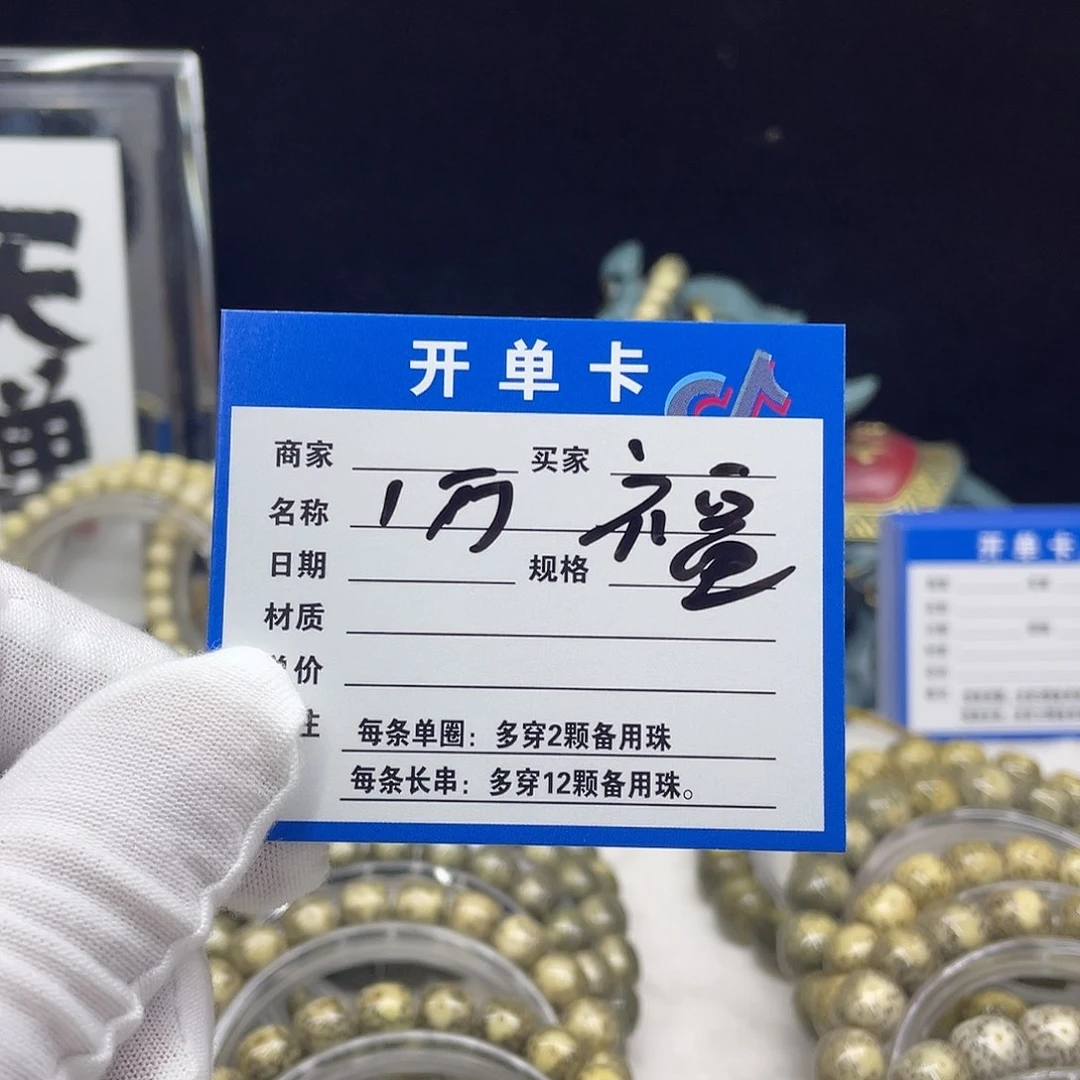 开单卡
商家 买家
名称 1万
日期 规格
材质
单价
注 每条单圈：多穿2颗备用珠
每条长串：多穿12颗备用珠。
开单卡